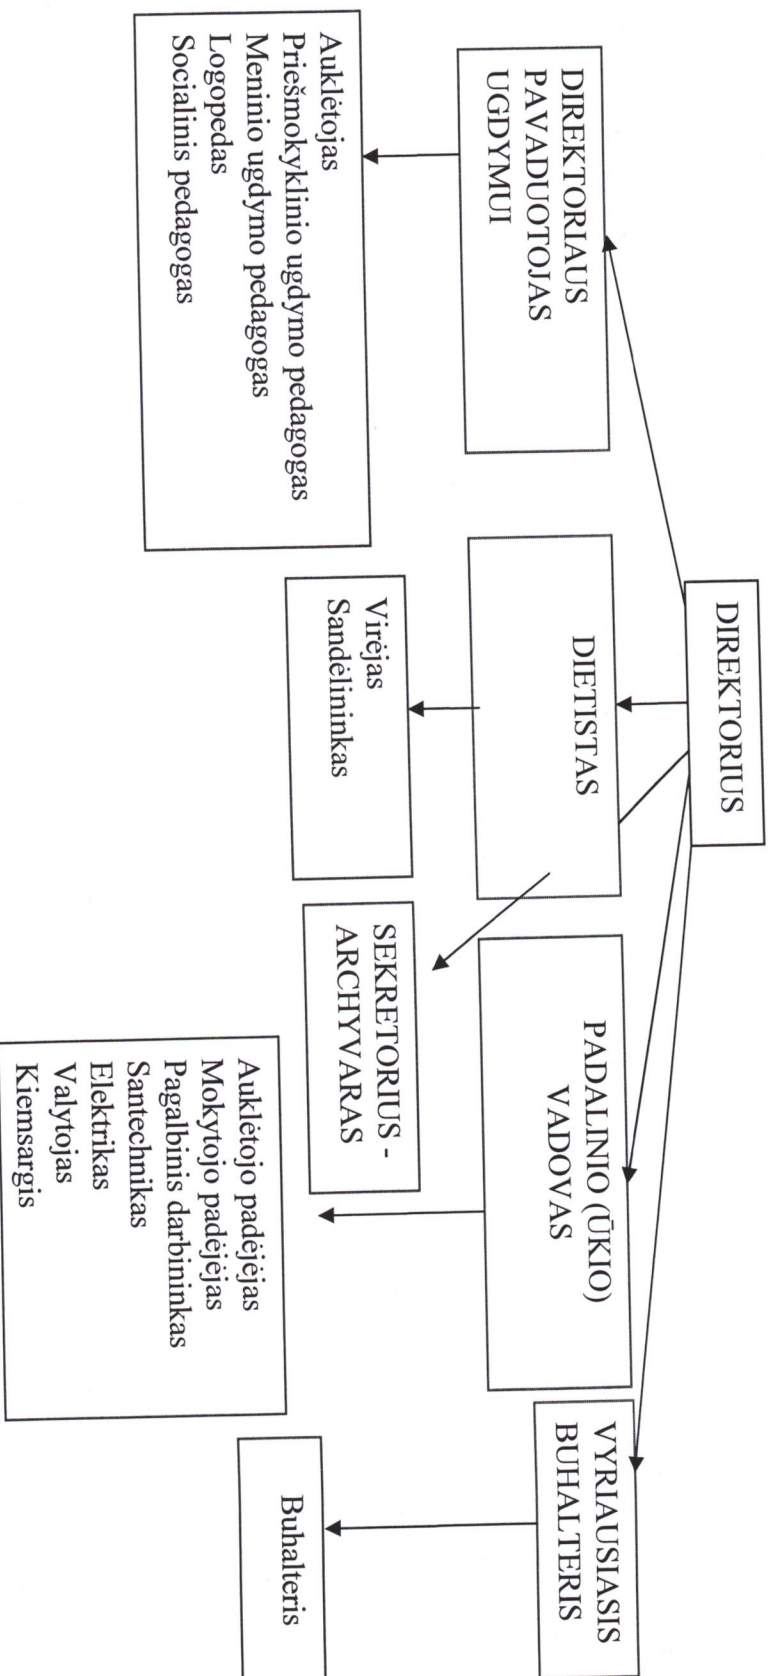 DIREKTORIUS
DIREKTORIAUS
PAVADUOTOJAS
UGDYMUI
DIETISTAS
PADALINIO (ŪKIO)
VADOVAS
VYRIAUSIASIS
BUHALTERIS
Auklėtojas
Priešmokyklinio ugdymo pedagogas
Meninio ugdymo pedagogas
Logopedas
Socialinis pedagogas
Virėjas
Sandėlininkas
SEKRETORIUS -
ARCHYVARAS
Auklėtojo padėjėjas
Mokytojo padėjėjas
Pagalbinis darbininkas
Santechnikas
Elektrikas
Valytojas
Kiemsargis
Buhalteris